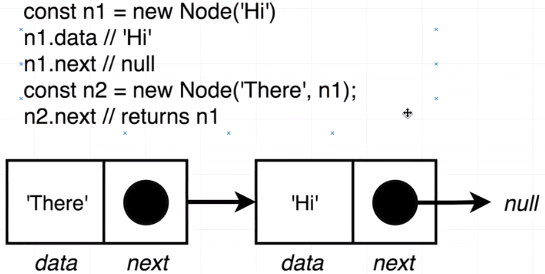 const n1 = new Node('Hi')
n1.data // 'Hi'
n1.next // null
const n2 = new Node('There', n1);
n2.next // returns n1
'There' 'Hi' null
data next data next